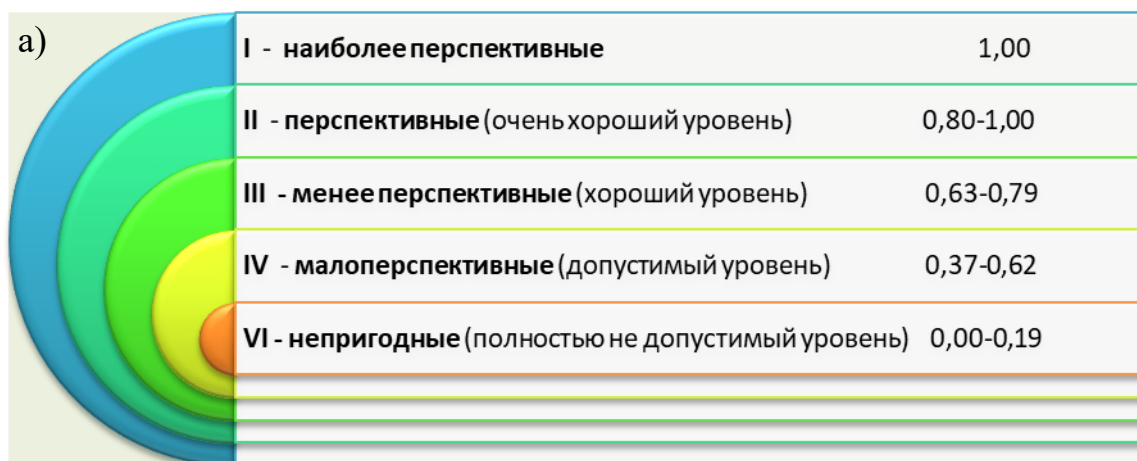 а)
I - наиболее перспективные 1,00
II - перспективные (очень хороший уровень) 0,80-1,00
III - менее перспективные (хороший уровень) 0,63-0,79
IV - малоперспективные (допустимый уровень) 0,37-0,62
VI - непригодные (полностью не допустимый уровень) 0,00-0,19